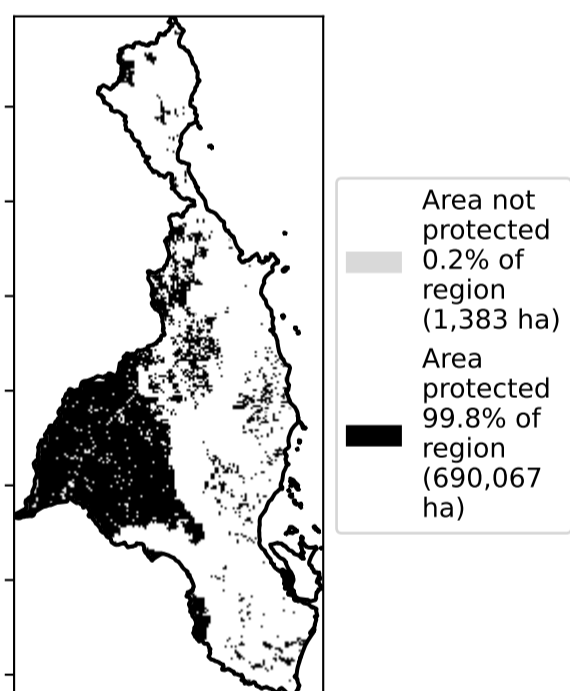 Area not
protected
0.2% of
region
(1,383 ha)
Area
protected
99.8% of
region
(690,067
ha)